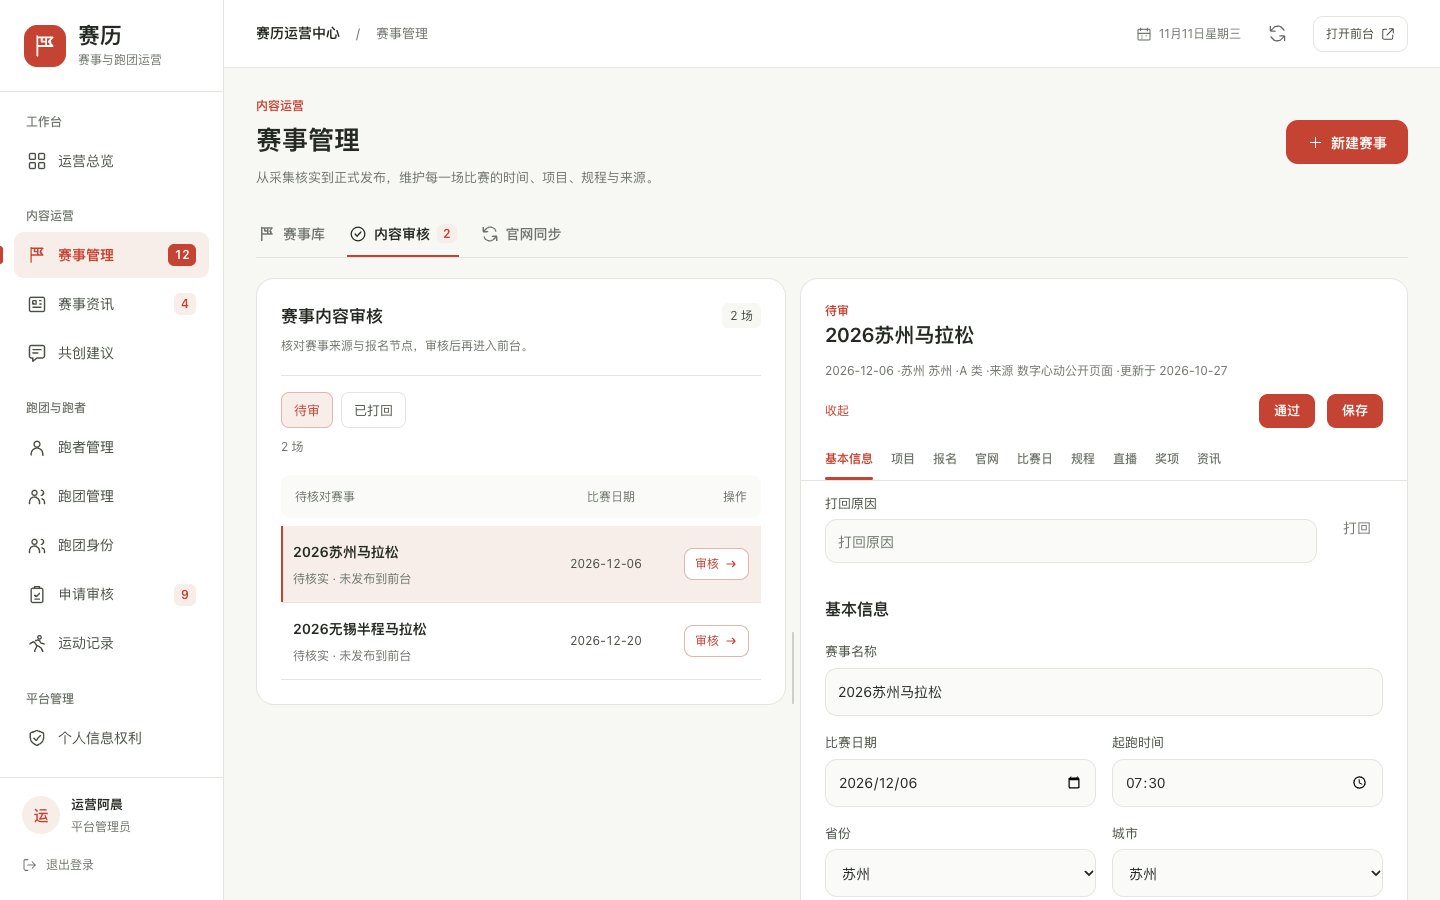 赛历
赛事与跑团运营
工作台
运营总览
内容运营
赛事管理 12
赛事资讯 4
共创建议
跑团与跑者
跑者管理
跑团管理
跑团身份
申请审核 9
运动记录
平台管理
个人信息权利
运 运营阿晨
平台管理员
退出登录
赛历运营中心 / 赛事管理
11月11日星期三
打开前台
内容运营
赛事管理
从采集核实到正式发布，维护每一场比赛的时间、项目、规程与来源。
新建赛事
赛事库 内容审核 2 官网同步
赛事内容审核 2 场
核对赛事来源与报名节点，审核后再进入前台。
待审 已打回
2 场
待核对赛事 比赛日期 操作
2026苏州马拉松
待核实 · 未发布到前台
2026-12-06 审核
2026无锡半程马拉松
待核实 · 未发布到前台
2026-12-20 审核
待审
2026苏州马拉松
2026-12-06 ·苏州 苏州 ·A 类 ·来源 数字心动公开页面 ·更新于 2026-10-27
收起 通过 保存
基本信息 项目 报名 官网 比赛日 规程 直播 奖项 资讯
打回原因
打回原因 打回
基本信息
赛事名称
2026苏州马拉松
比赛日期 起跑时间
2026/12/06 07:30
省份 城市
苏州 苏州